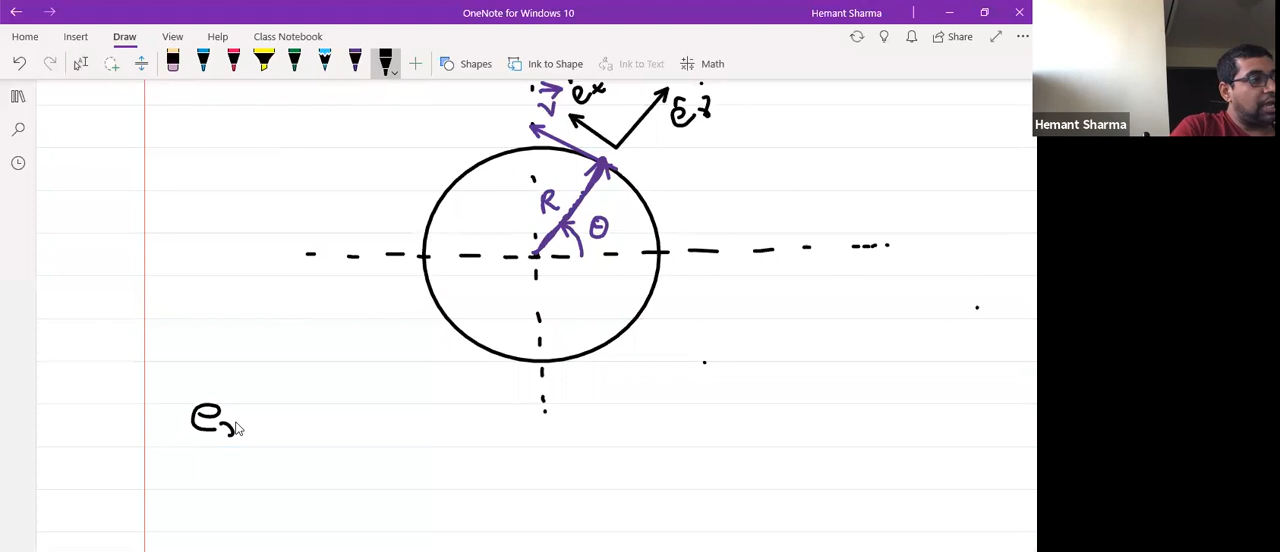 OneNote for Windows 10
Hemant Sharma
Home Insert Draw View Help Class Notebook
Share
Shapes Ink to Shape Ink to Text Math
Hemant Sharma
v ex
R θ
e